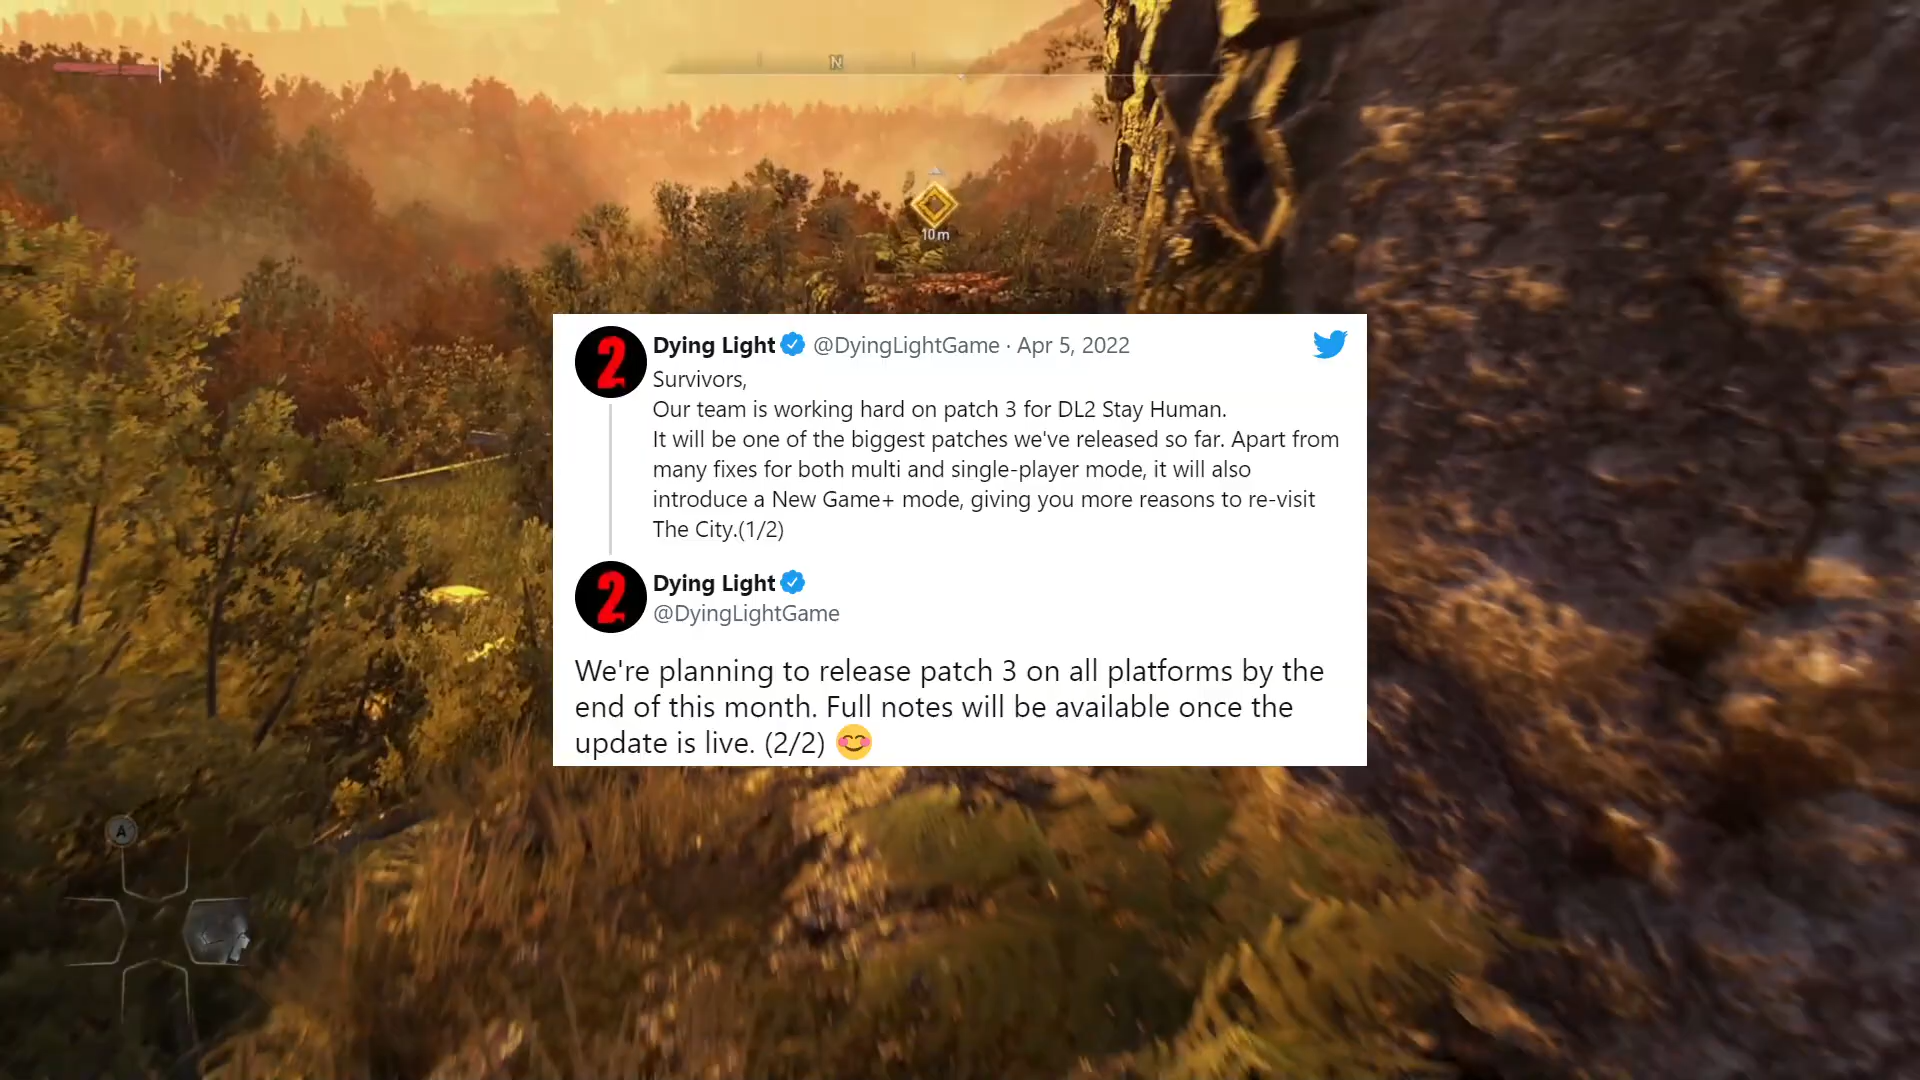 N
10m
2
Dying Light @DyingLightGame · Apr 5, 2022
Survivors,
Our team is working hard on patch 3 for DL2 Stay Human.
It will be one of the biggest patches we've released so far. Apart from
many fixes for both multi and single-player mode, it will also
introduce a New Game+ mode, giving you more reasons to re-visit
The City.(1/2)
2
Dying Light
@DyingLightGame
We're planning to release patch 3 on all platforms by the
end of this month. Full notes will be available once the
update is live. (2/2) 😊
A